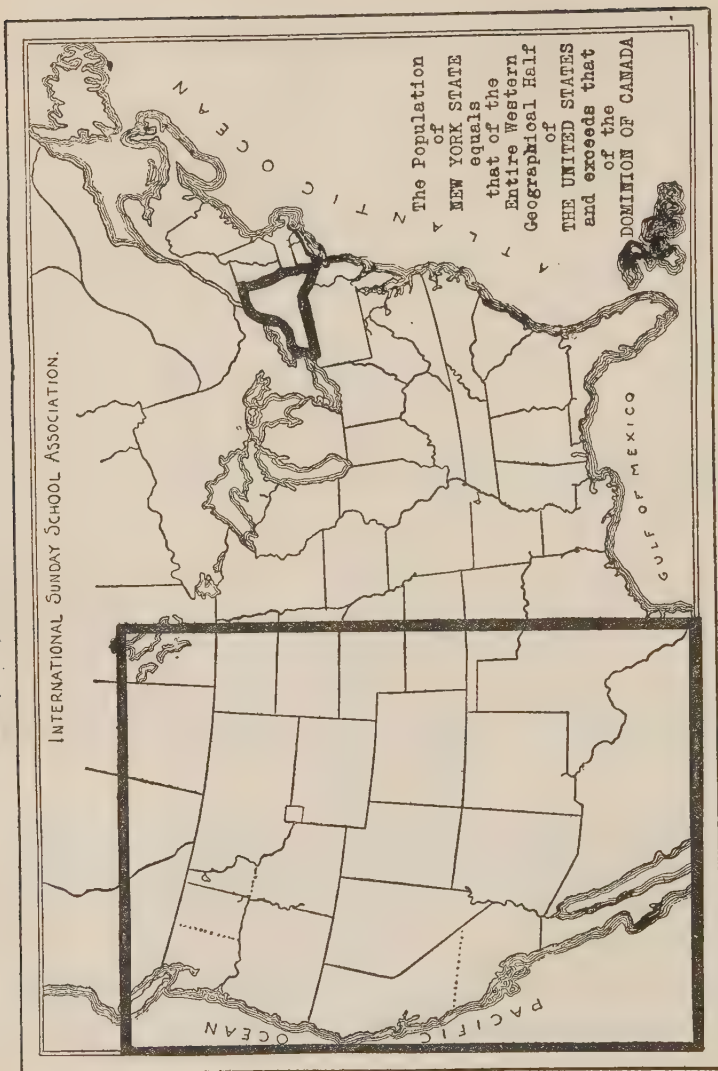 INTERNATIONAL SUNDAY SCHOOL ASSOCIATION.
The Population
of
NEW YORK STATE
equals
that of the
Entire Western
Geographical Half
of
THE UNITED STATES
and exceeds that
of the
DOMINION OF CANADA
ATLANTIC OCEAN
GULF OF MEXICO
PACIFIC OCEAN